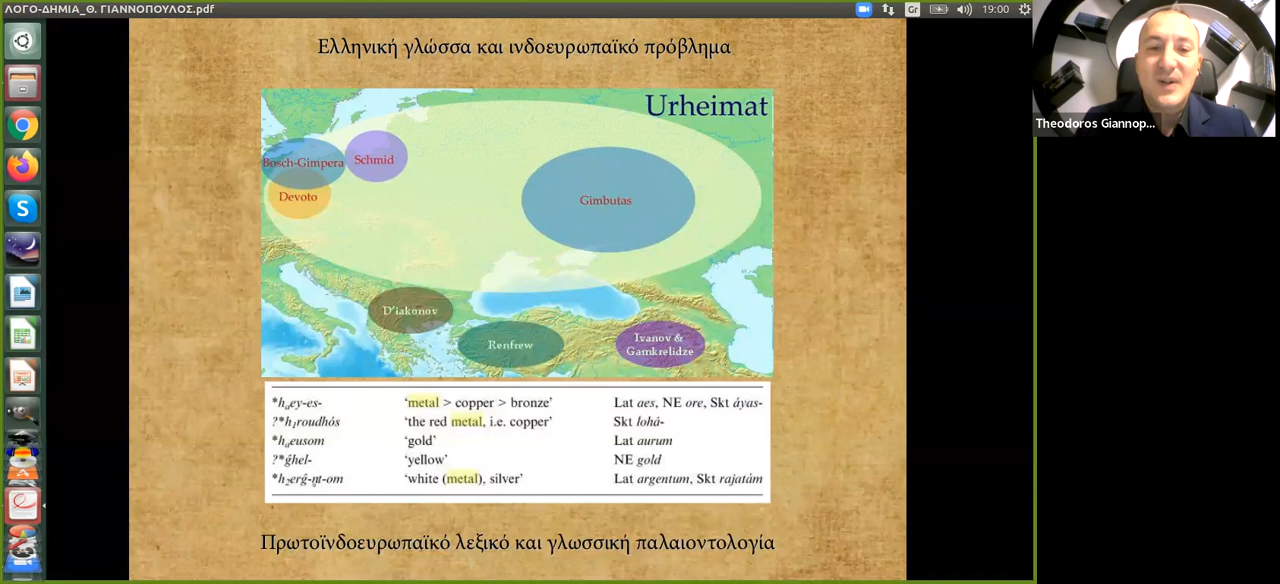 ΛΟΓΟ-ΔΗΜΙΑ_Θ. ΓΙΑΝΝΟΠΟΥΛΟΣ.pdf
Gr
19:00
Ελληνική γλώσσα και ινδοευρωπαϊκό πρόβλημα
Urheimat
Bosch-Gimpera
Schmid
Devoto
Gimbutas
D'iakonov
Renfrew
Ivanov &
Gamkrelidze
*hₐey-es- 'metal > copper > bronze' Lat aes, NE ore, Skt áyas-
?*h₁roudhós 'the red metal, i.e. copper' Skt lohá-
*hₐeusom 'gold' Lat aurum
?*ĝhel- 'yellow' NE gold
*h₂erĝ-n̥t-om 'white (metal), silver' Lat argentum, Skt rajatám
Πρωτοϊνδοευρωπαϊκό λεξικό και γλωσσική παλαιοντολογία
Theodoros Giannop...